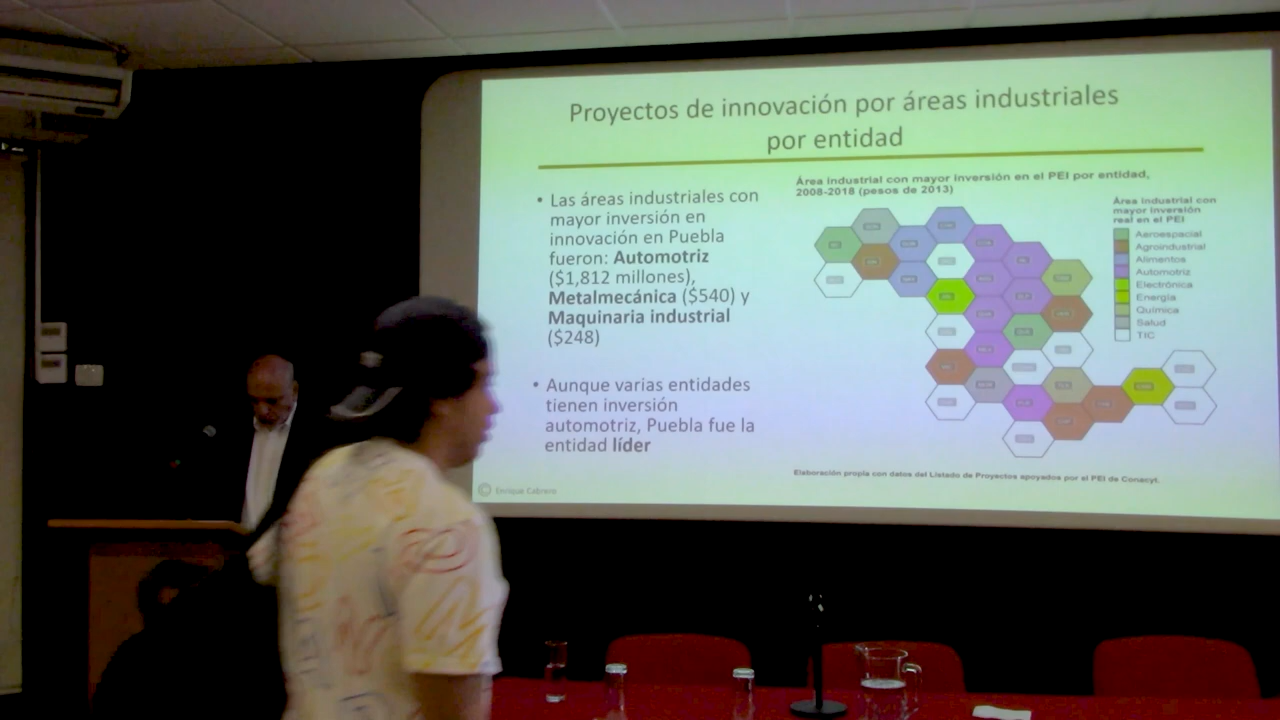 Proyectos de innovación por áreas industriales
por entidad
• Las áreas industriales con
mayor inversión en
innovación en Puebla
fueron: Automotriz
($1,812 millones),
Metalmecánica ($540) y
Maquinaria industrial
($248)
• Aunque varias entidades
tienen inversión
automotriz, Puebla fue la
entidad líder
Área industrial con mayor inversión en el PEI por entidad,
2008-2018 (pesos de 2013)
Área industrial con
mayor inversión
real en el PEI
Aeroespacial
Agroindustrial
Alimentos
Automotriz
Electrónica
Energía
Química
Salud
TIC
Elaboración propia con datos del Listado de Proyectos apoyados por el PEI de Conacyt.
© Enrique Cabrero